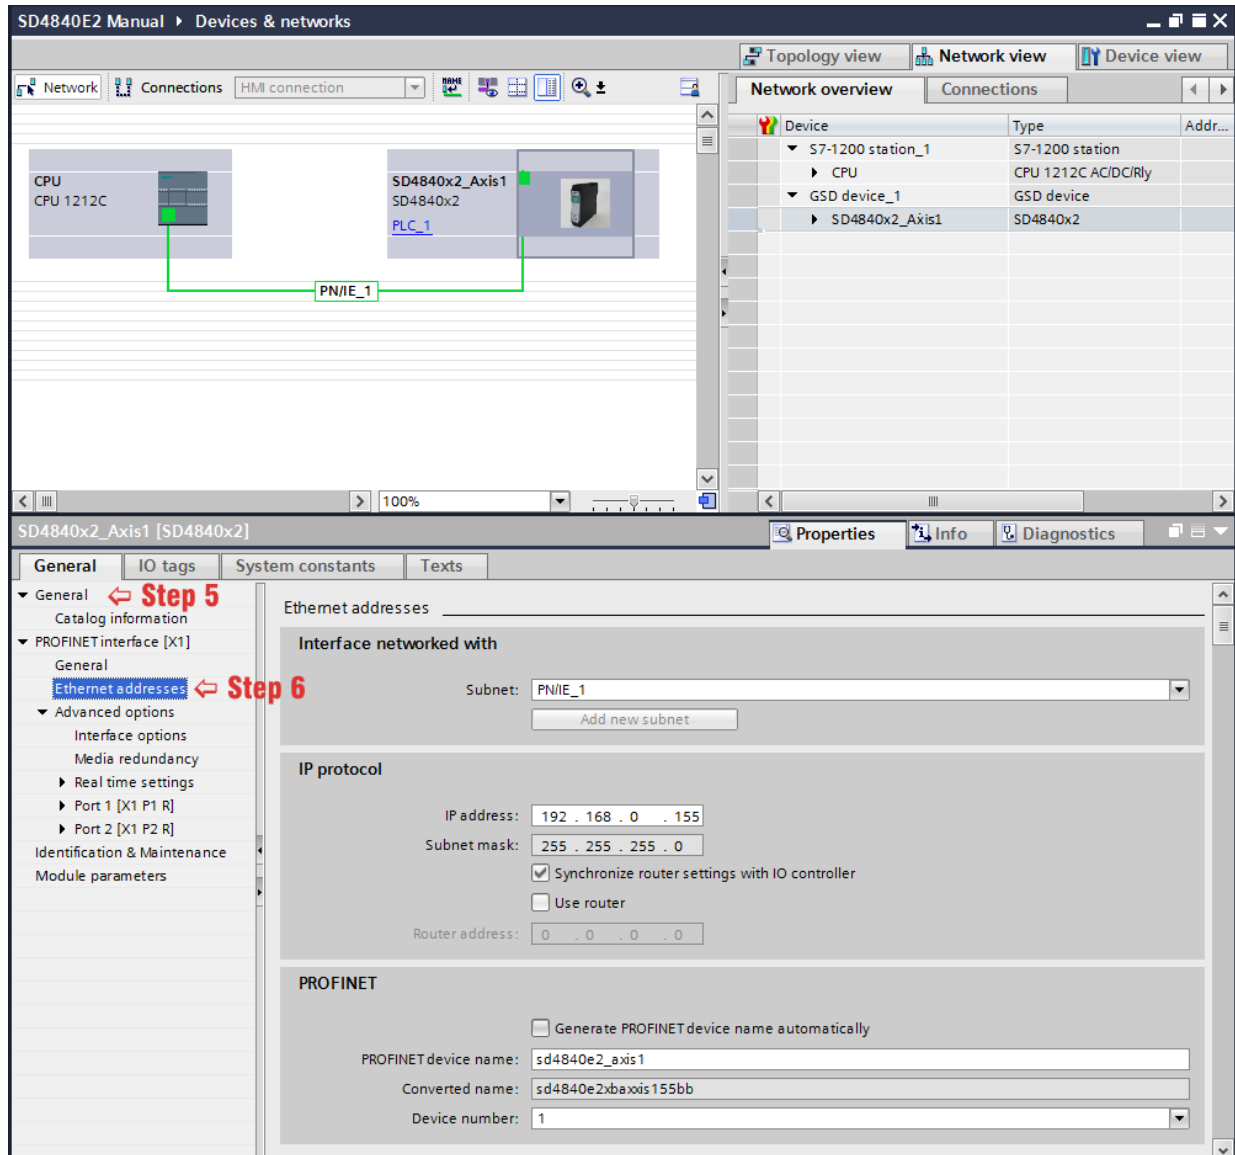 SD4840E2 Manual ▸ Devices & networks
Topology view
Network view
Device view
Network
Connections
HMI connection
Network overview
Connections
Device
Type
Addr...
S7-1200 station_1
S7-1200 station
CPU
CPU 1212C AC/DC/Rly
GSD device_1
GSD device
SD4840x2_Axis1
SD4840x2
CPU
CPU 1212C
SD4840x2_Axis1
SD4840x2
PLC_1
PN/IE_1
100%
SD4840x2_Axis1 [SD4840x2]
Properties
Info
Diagnostics
General
IO tags
System constants
Texts
General
Step 5
Catalog information
PROFINET interface [X1]
General
Ethernet addresses
Step 6
Advanced options
Interface options
Media redundancy
Real time settings
Port 1 [X1 P1 R]
Port 2 [X1 P2 R]
Identification & Maintenance
Module parameters
Ethernet addresses
Interface networked with
Subnet: PN/IE_1
Add new subnet
IP protocol
IP address: 192 . 168 . 0 . 155
Subnet mask: 255 . 255 . 255 . 0
Synchronize router settings with IO controller
Use router
Router address: 0 . 0 . 0 . 0
PROFINET
Generate PROFINET device name automatically
PROFINET device name: sd4840e2_axis1
Converted name: sd4840e2xbaxxis155bb
Device number: 1